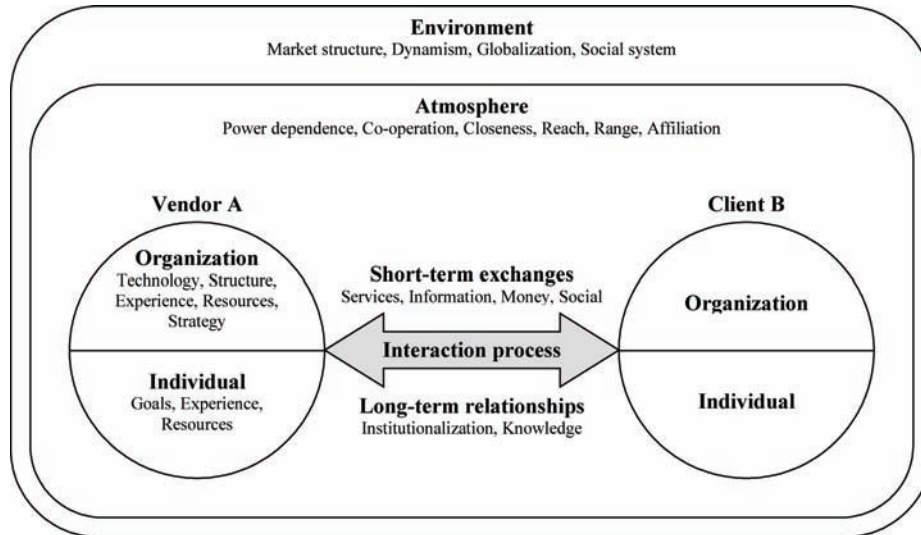 Environment
Market structure, Dynamism, Globalization, Social system
Atmosphere
Power dependence, Co-operation, Closeness, Reach, Range, Affiliation
Vendor A
Organization
Technology, Structure,
Experience, Resources,
Strategy
Individual
Goals, Experience,
Resources
Short-term exchanges
Services, Information, Money, Social
Interaction process
Long-term relationships
Institutionalization, Knowledge
Client B
Organization
Individual